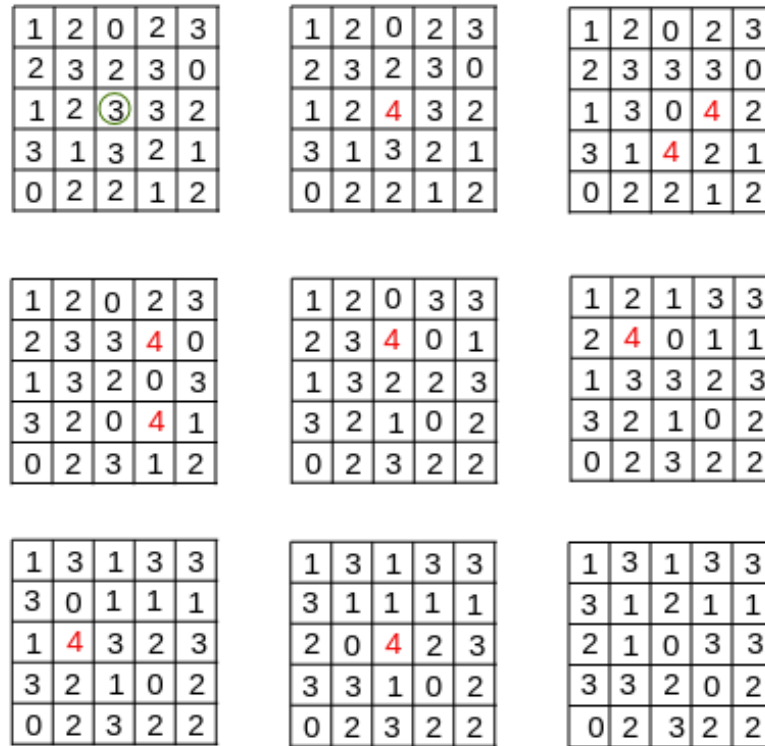 1 2 0 2 3
2 3 2 3 0
1 2 3 3 2
3 1 3 2 1
0 2 2 1 2
1 2 0 2 3
2 3 2 3 0
1 2 4 3 2
3 1 3 2 1
0 2 2 1 2
1 2 0 2 3
2 3 3 3 0
1 3 0 4 2
3 1 4 2 1
0 2 2 1 2
1 2 0 2 3
2 3 3 4 0
1 3 2 0 3
3 2 0 4 1
0 2 3 1 2
1 2 0 3 3
2 3 4 0 1
1 3 2 2 3
3 2 1 0 2
0 2 3 2 2
1 2 1 3 3
2 4 0 1 1
1 3 3 2 3
3 2 1 0 2
0 2 3 2 2
1 3 1 3 3
3 0 1 1 1
1 4 3 2 3
3 2 1 0 2
0 2 3 2 2
1 3 1 3 3
3 1 1 1 1
2 0 4 2 3
3 3 1 0 2
0 2 3 2 2
1 3 1 3 3
3 1 2 1 1
2 1 0 3 3
3 3 2 0 2
0 2 3 2 2